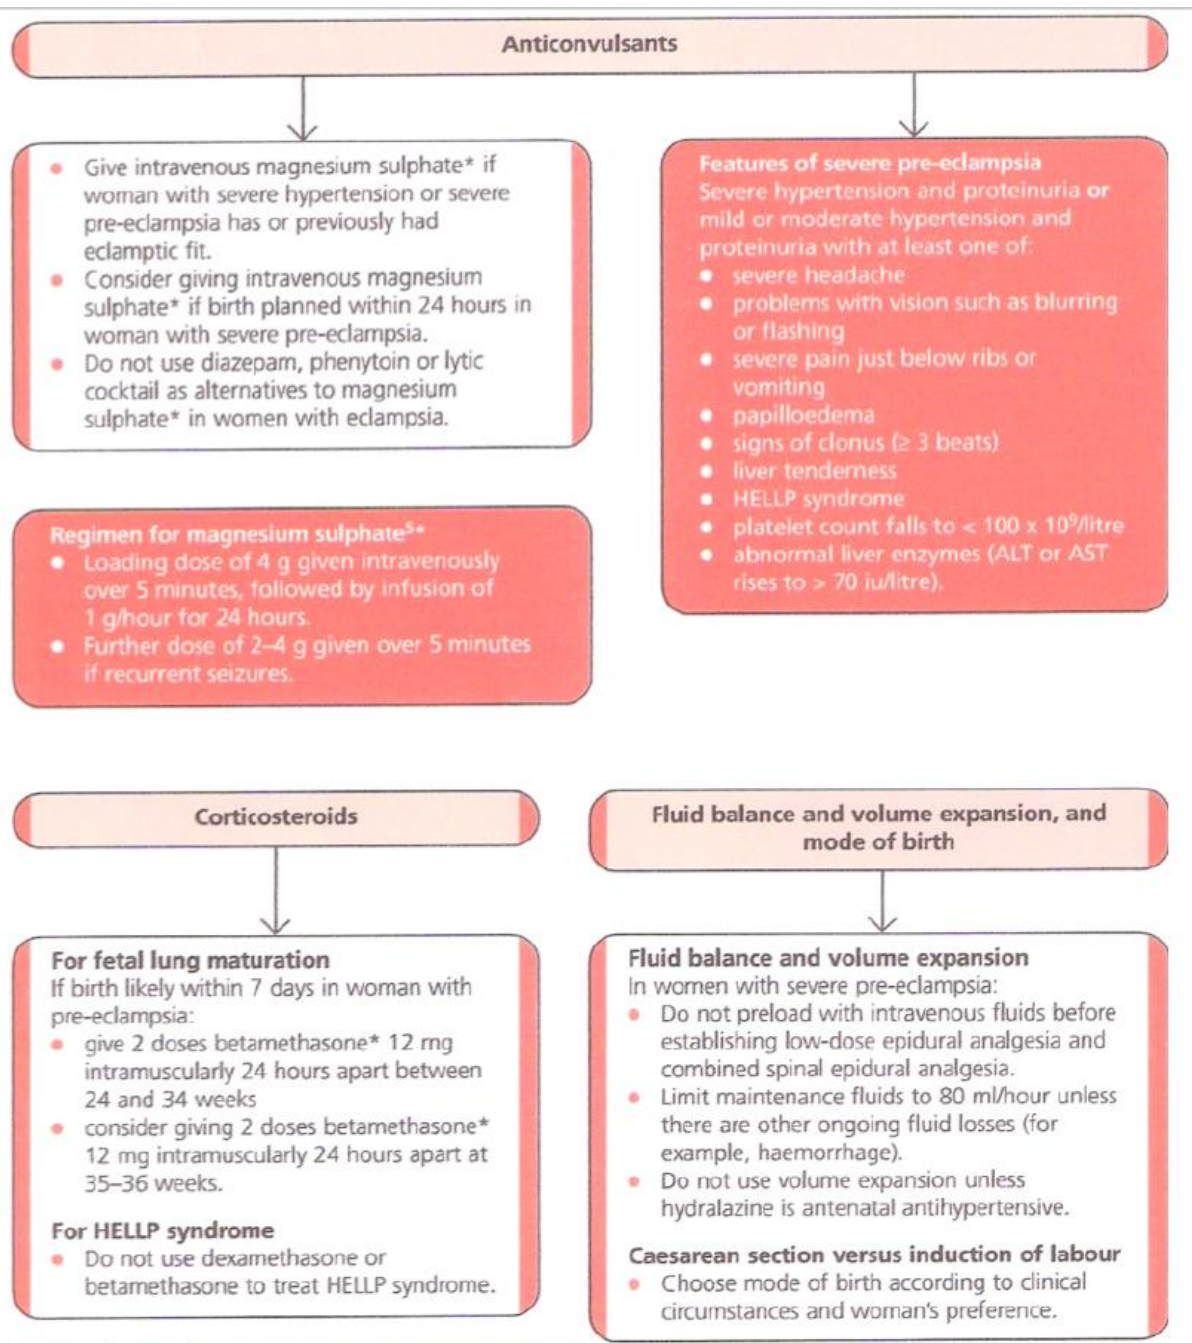 Anticonvulsants
• Give intravenous magnesium sulphate* if
woman with severe hypertension or severe
pre-eclampsia has or previously had
eclamptic fit.
• Consider giving intravenous magnesium
sulphate* if birth planned within 24 hours in
woman with severe pre-eclampsia.
• Do not use diazepam, phenytoin or lytic
cocktail as alternatives to magnesium
sulphate* in women with eclampsia.
Features of severe pre-eclampsia
Severe hypertension and proteinuria or
mild or moderate hypertension and
proteinuria with at least one of:
• severe headache
• problems with vision such as blurring
or flashing
• severe pain just below ribs or
vomiting
• papilloedema
• signs of clonus (≥ 3 beats)
• liver tenderness
• HELLP syndrome
• platelet count falls to < 100 x 10⁹/litre
• abnormal liver enzymes (ALT or AST
rises to > 70 iu/litre).
Regimen for magnesium sulphate⁵*
• Loading dose of 4 g given intravenously
over 5 minutes, followed by infusion of
1 g/hour for 24 hours.
• Further dose of 2–4 g given over 5 minutes
if recurrent seizures.
Corticosteroids
For fetal lung maturation
If birth likely within 7 days in woman with
pre-eclampsia:
• give 2 doses betamethasone* 12 mg
intramuscularly 24 hours apart between
24 and 34 weeks
• consider giving 2 doses betamethasone*
12 mg intramuscularly 24 hours apart at
35–36 weeks.
For HELLP syndrome
• Do not use dexamethasone or
betamethasone to treat HELLP syndrome.
Fluid balance and volume expansion, and
mode of birth
Fluid balance and volume expansion
In women with severe pre-eclampsia:
• Do not preload with intravenous fluids before
establishing low-dose epidural analgesia and
combined spinal epidural analgesia.
• Limit maintenance fluids to 80 ml/hour unless
there are other ongoing fluid losses (for
example, haemorrhage).
• Do not use volume expansion unless
hydralazine is antenatal antihypertensive.
Caesarean section versus induction of labour
• Choose mode of birth according to clinical
circumstances and woman's preference.